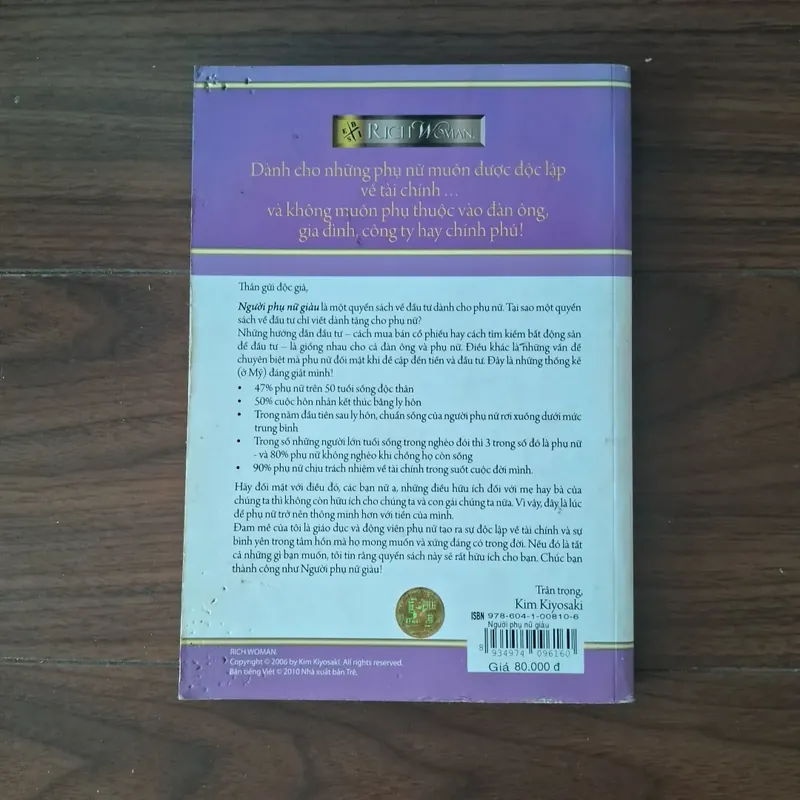 E B S I RICH WOMAN.
Dành cho những phụ nữ muốn được độc lập
về tài chính ...
và không muốn phụ thuộc vào đàn ông,
gia đình, công ty hay chính phủ!
Thân gửi độc giả,
Người phụ nữ giàu là một quyển sách về đầu tư dành cho phụ nữ. Tại sao một quyển
sách về đầu tư chỉ viết dành tặng cho phụ nữ?
Những hướng dẫn đầu tư – cách mua bán cổ phiếu hay cách tìm kiếm bất động sản
để đầu tư – là giống nhau cho cả đàn ông và phụ nữ. Điều khác là những vấn đề
chuyên biệt mà phụ nữ đối mặt khi đề cập đến tiền và đầu tư. Đây là những thống kê
(ở Mỹ) đáng giật mình!
• 47% phụ nữ trên 50 tuổi sống độc thân
• 50% cuộc hôn nhân kết thúc bằng ly hôn
• Trong năm đầu tiên sau ly hôn, chuẩn sống của người phụ nữ rơi xuống dưới mức
trung bình
• Trong số những người lớn tuổi sống trong nghèo đói thì 3 trong số đó là phụ nữ
- và 80% phụ nữ không nghèo khi chồng họ còn sống
• 90% phụ nữ chịu trách nhiệm về tài chính trong suốt cuộc đời mình.
Hãy đối mặt với điều đó, các bạn nữ ạ, những điều hữu ích đối với mẹ hay bà của
chúng ta thì không còn hữu ích cho chúng ta và con gái chúng ta nữa. Vì vậy, đây là lúc
để phụ nữ trở nên thông minh hơn với tiền của mình.
Đam mê của tôi là giáo dục và động viên phụ nữ tạo ra sự độc lập về tài chính và sự
bình yên trong tâm hồn mà họ mong muốn và xứng đáng có trong đời. Nếu đó là tất
cả những gì bạn muốn, tôi tin rằng quyển sách này sẽ rất hữu ích cho bạn. Chúc bạn
thành công như Người phụ nữ giàu!
Trân trọng,
Kim Kiyosaki
ISBN 978-604-1-00810-6
Người phụ nữ giàu
8 934974 096160
Giá 80.000 đ
RICH WOMAN.
Copyright © 2006 by Kim Kiyosaki. All rights reserved.
Bản tiếng Việt © 2010 Nhà xuất bản Trẻ.